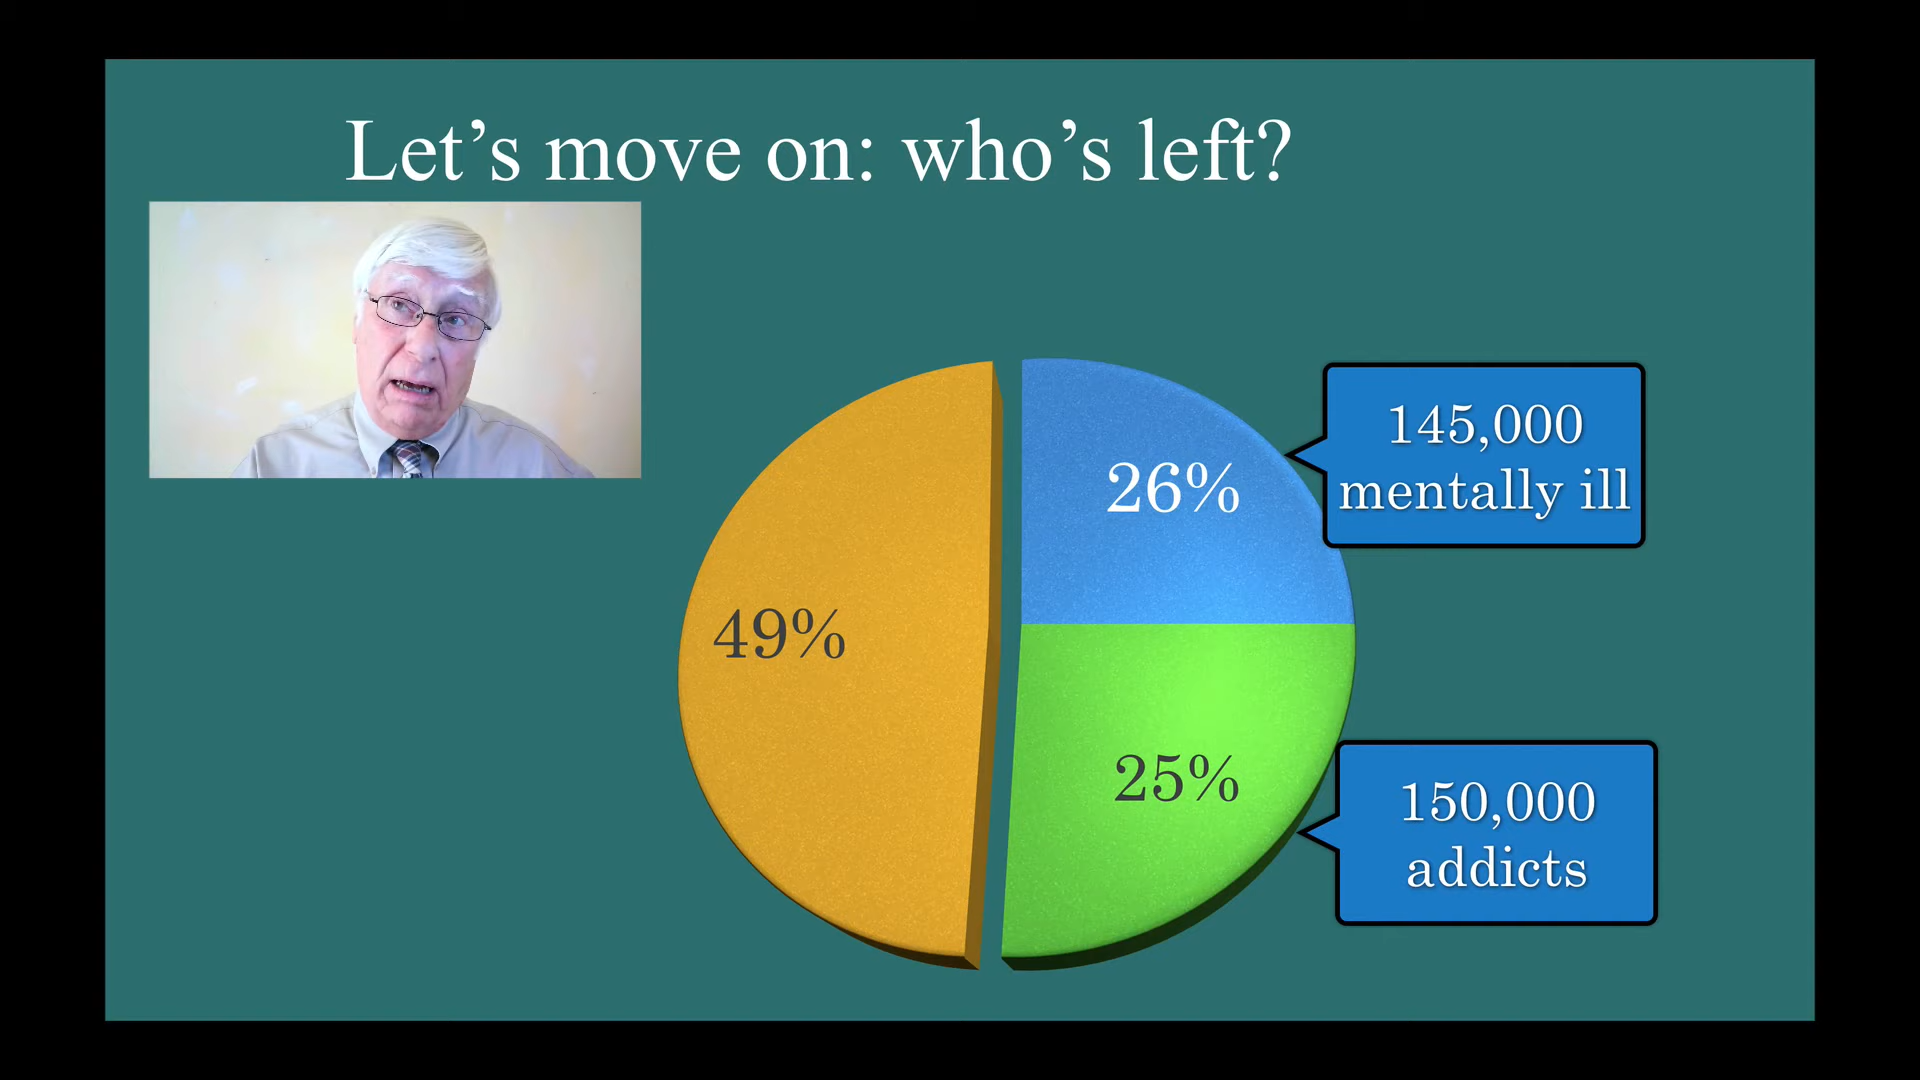 Let’s move on: who’s left?
26%
145,000
mentally ill
49%
25%
150,000
addicts